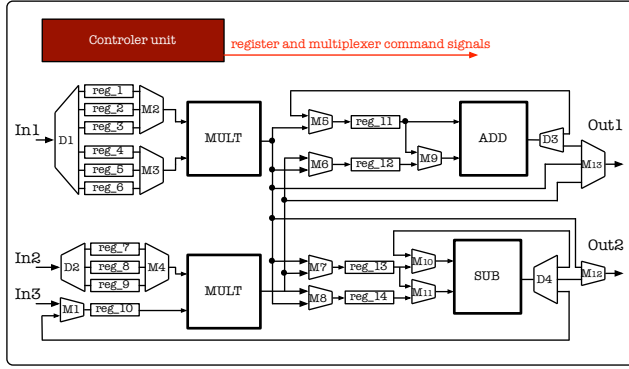 Controler unit
register and multiplexer command signals
In1
D1
reg_1
reg_2
reg_3
reg_4
reg_5
reg_6
M2
M3
MULT
M5
reg_11
M6
reg_12
M9
ADD
D3
Out1
M13
In2
D2
reg_7
reg_8
reg_9
M4
In3
M1
reg_10
MULT
M7
reg_13
M8
reg_14
M10
M11
SUB
D4
Out2
M12